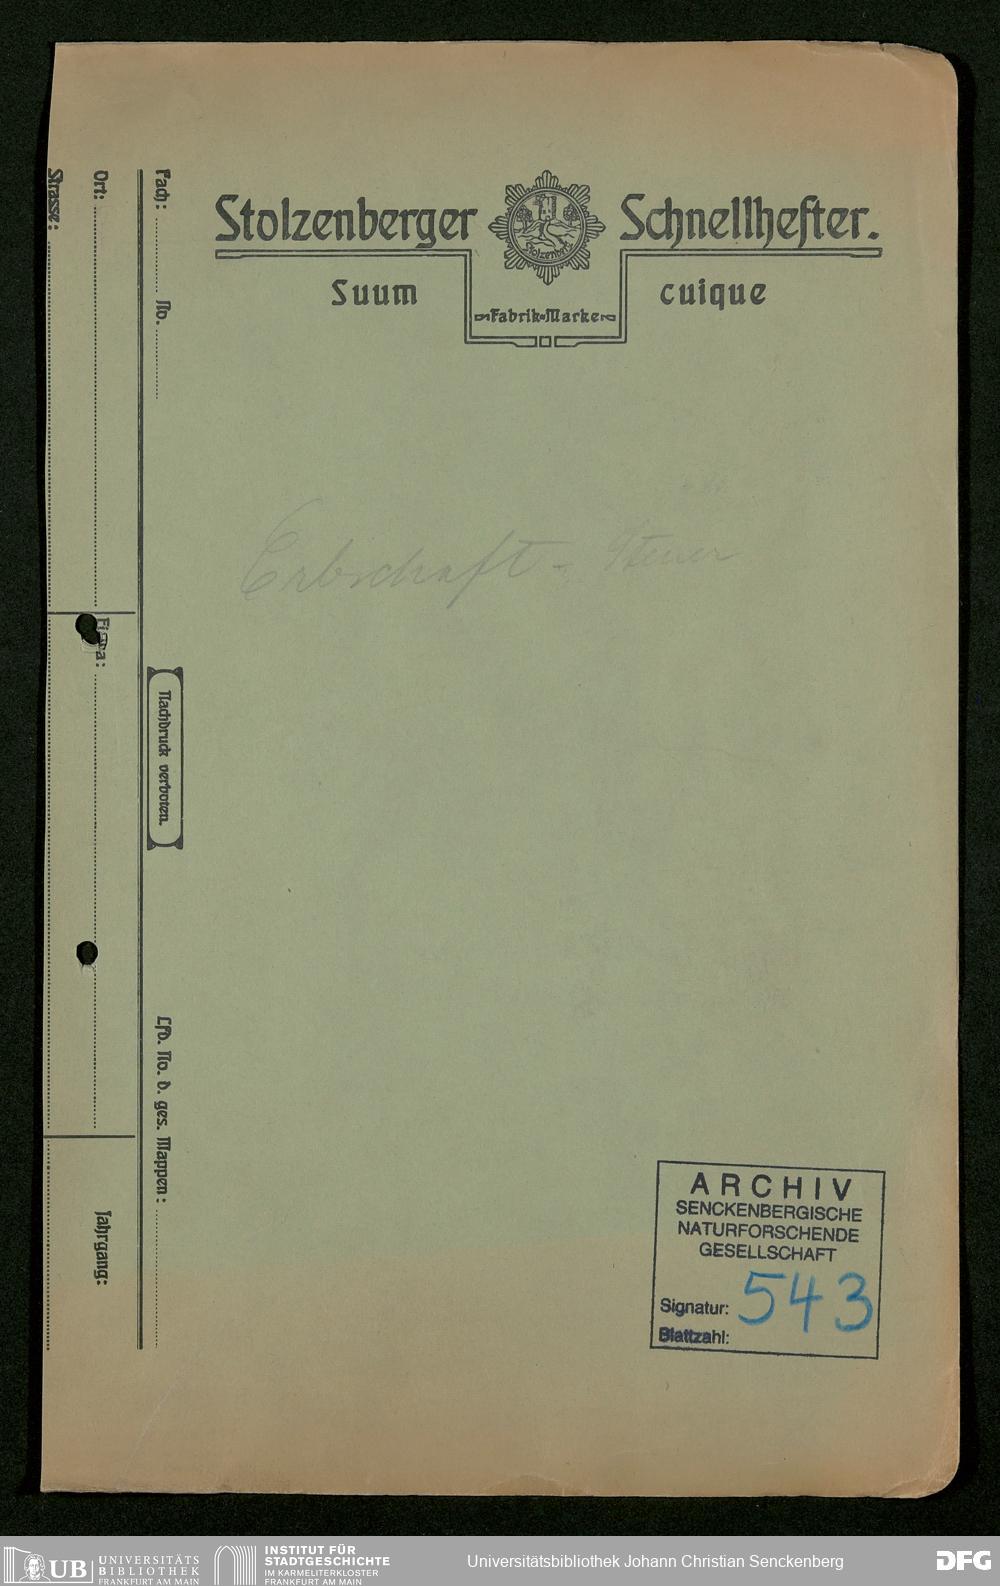 Stolzenberger Schnellhefter.
Stolzenberg
Suum cuique
Fabrik-Marke
Erbschaft - Steuer
Fach: No.
Ort:
Strasse:
Firma:
Nachdruck verboten.
Lfd. No. d. ges. Mappen:
Jahrgang:
ARCHIV
SENCKENBERGISCHE
NATURFORSCHENDE
GESELLSCHAFT
Signatur: 543
Blattzahl:
UB UNIVERSITÄTS
BIBLIOTHEK
FRANKFURT AM MAIN
INSTITUT FÜR
STADTGESCHICHTE
IM KARMELITERKLOSTER
FRANKFURT AM MAIN
Universitätsbibliothek Johann Christian Senckenberg
DFG